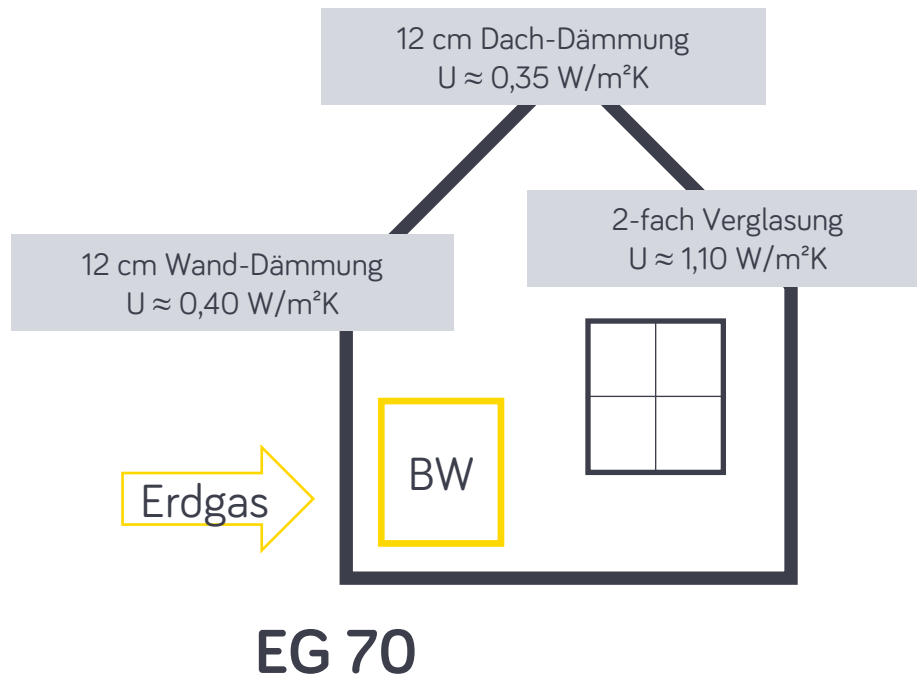 12 cm Dach-Dämmung
U ≈ 0,35 W/m²K
2-fach Verglasung
U ≈ 1,10 W/m²K
12 cm Wand-Dämmung
U ≈ 0,40 W/m²K
BW
Erdgas
EG 70